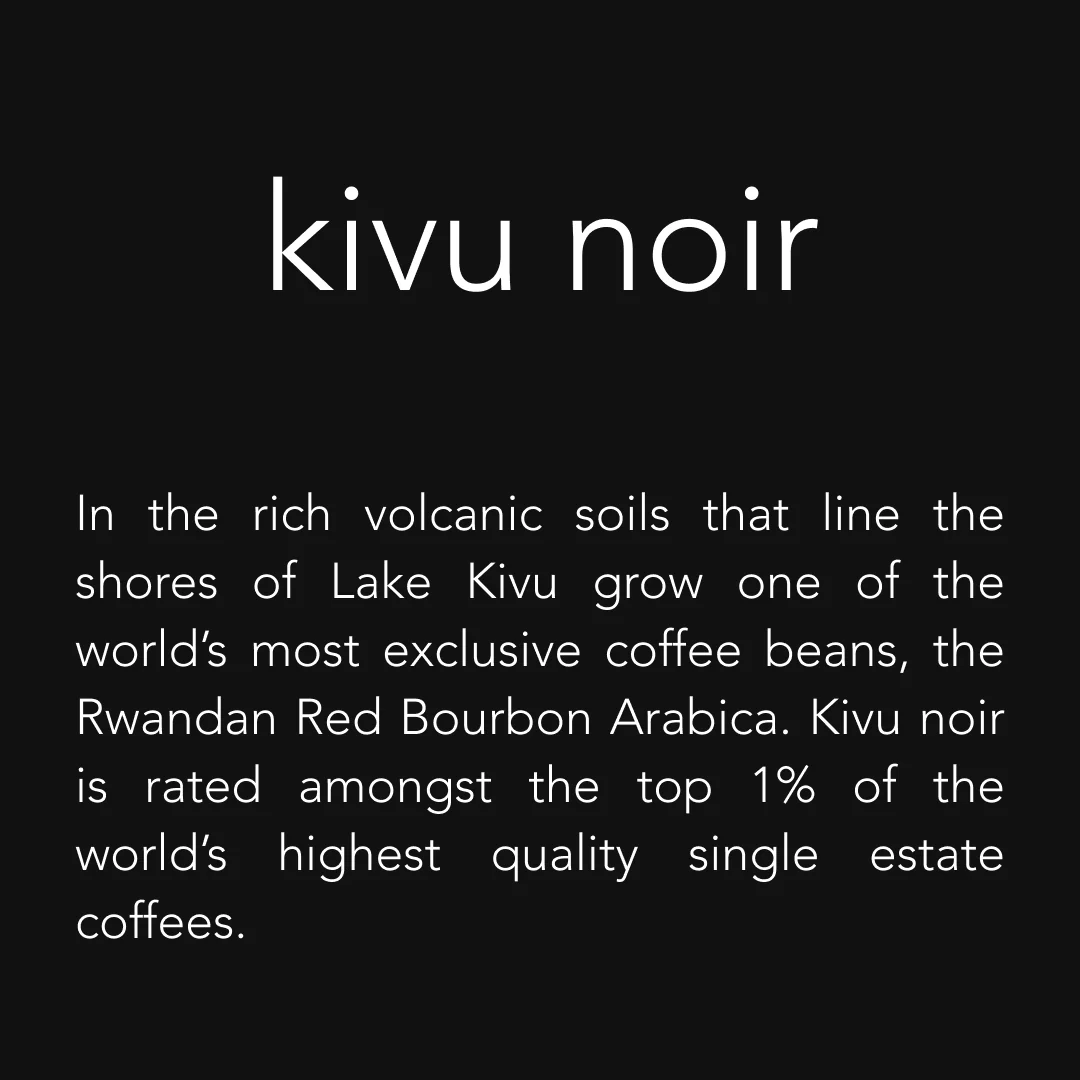 kivu noir
In the rich volcanic soils that line the
shores of Lake Kivu grow one of the
world’s most exclusive coffee beans, the
Rwandan Red Bourbon Arabica. Kivu noir
is rated amongst the top 1% of the
world’s highest quality single estate
coffees.